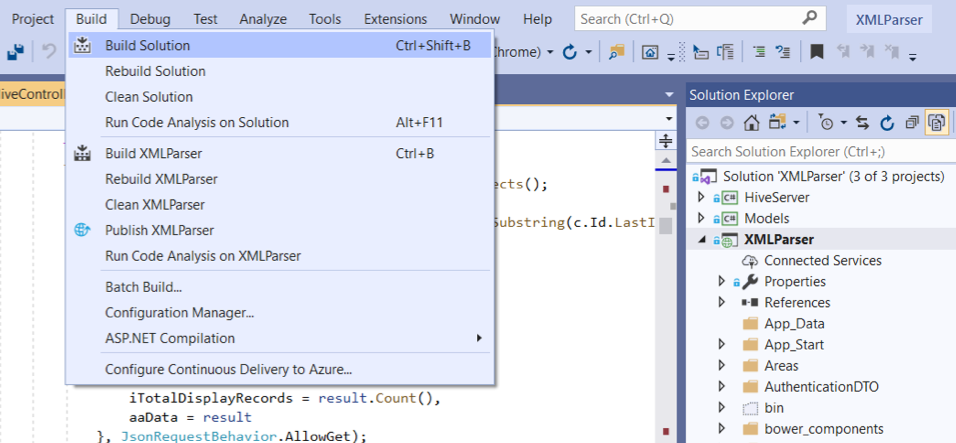 Project Build Debug Test Analyze Tools Extensions Window Help Search (Ctrl+Q) XMLParser
Build Solution Ctrl+Shift+B
Rebuild Solution
Clean Solution
Run Code Analysis on Solution Alt+F11
Build XMLParser Ctrl+B
Rebuild XMLParser
Clean XMLParser
Publish XMLParser
Run Code Analysis on XMLParser
Batch Build...
Configuration Manager...
ASP.NET Compilation
Configure Continuous Delivery to Azure...
hrome)
iveControl
ects();
Substring(c.Id.LastI
iTotalDisplayRecords = result.Count(),
aaData = result
}, JsonRequestBehavior.AllowGet);
Solution Explorer
Search Solution Explorer (Ctrl+;)
Solution 'XMLParser' (3 of 3 projects)
C# HiveServer
C# Models
XMLParser
Connected Services
Properties
References
App_Data
App_Start
Areas
AuthenticationDTO
bin
bower_components